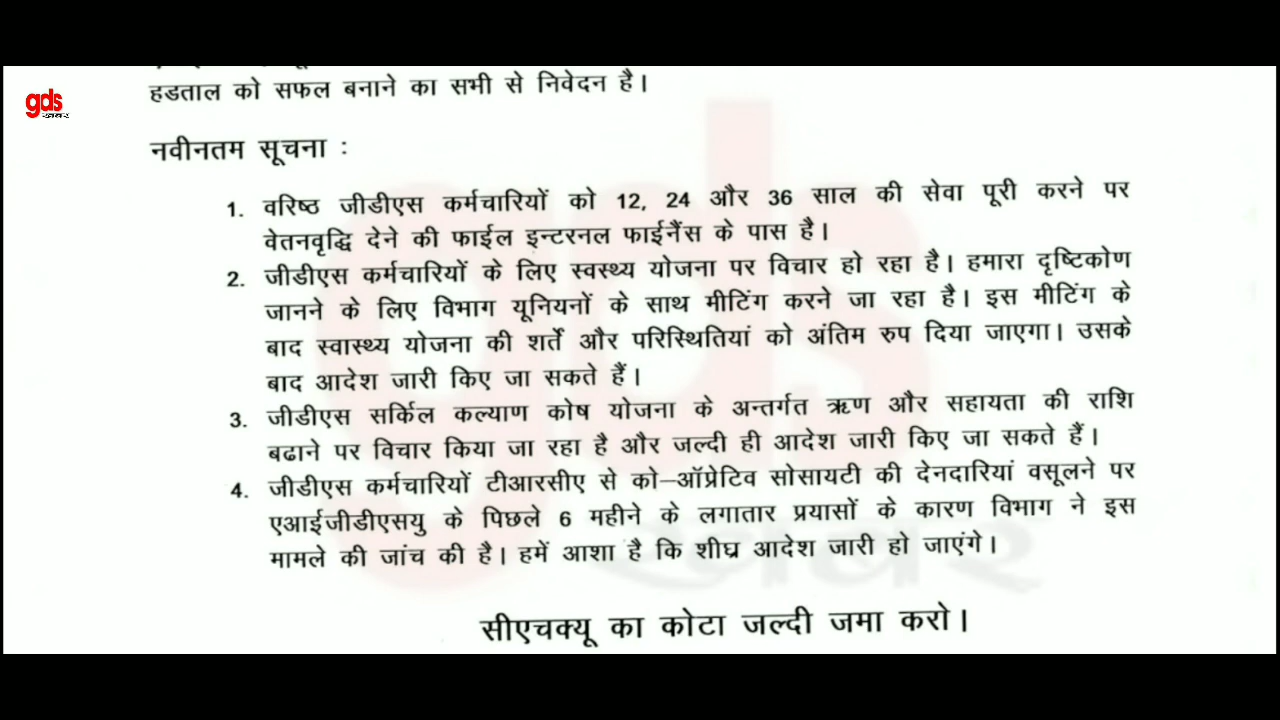 gds
खबर
हडताल को सफल बनाने का सभी से निवेदन है।
नवीनतम सूचना :
1. वरिष्ठ जीडीएस कर्मचारियों को 12, 24 और 36 साल की सेवा पूरी करने पर
वेतनवृद्धि देने की फाईल इन्टरनल फाईनैंस के पास है।
2. जीडीएस कर्मचारियों के लिए स्वस्थ्य योजना पर विचार हो रहा है। हमारा दृष्टिकोण
जानने के लिए विभाग यूनियनों के साथ मीटिंग करने जा रहा है। इस मीटिंग के
बाद स्वास्थ्य योजना की शर्ते और परिस्थितियां को अंतिम रुप दिया जाएगा। उसके
बाद आदेश जारी किए जा सकते हैं।
3. जीडीएस सर्किल कल्याण कोष योजना के अन्तर्गत ऋण और सहायता की राशि
बढाने पर विचार किया जा रहा है और जल्दी ही आदेश जारी किए जा सकते हैं।
4. जीडीएस कर्मचारियों टीआरसीए से को–ऑप्रेटिव सोसायटी की देनदारियां वसूलने पर
एआईजीडीएसयु के पिछले 6 महीने के लगातार प्रयासों के कारण विभाग ने इस
मामले की जांच की है। हमें आशा है कि शीघ्र आदेश जारी हो जाएंगे।
सीएचक्यू का कोटा जल्दी जमा करो।